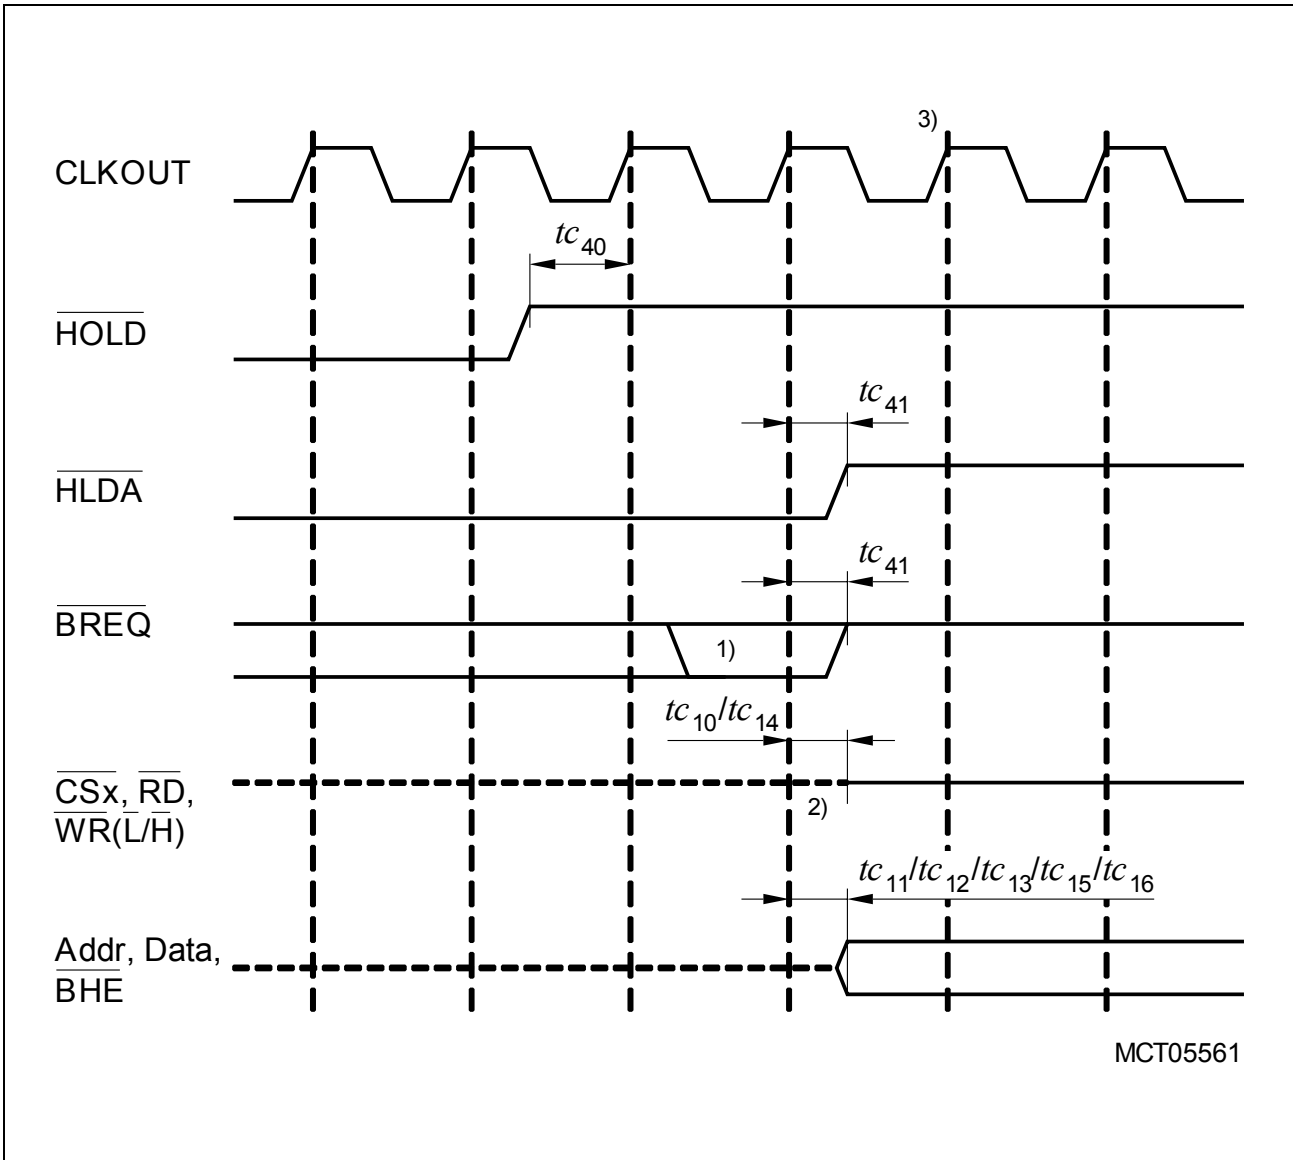 3)
CLKOUT
tc40
HOLD
tc41
HLDA
tc41
BREQ
1)
tc10/tc14
CSx, RD,
WR(L/H)
2)
tc11/tc12/tc13/tc15/tc16
Addr, Data,
BHE
MCT05561